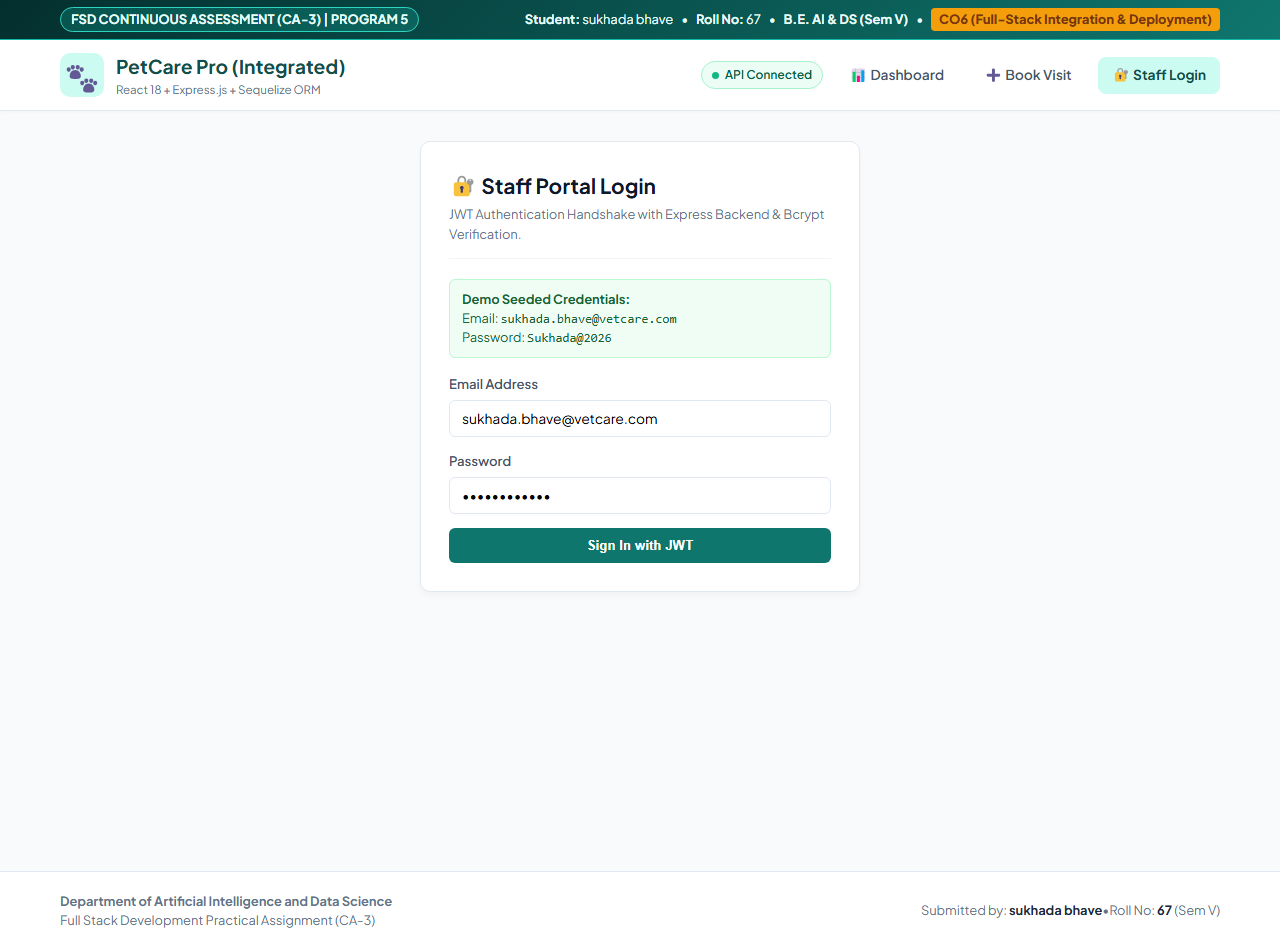 FSD CONTINUOUS ASSESSMENT (CA-3) | PROGRAM 5
Student: sukhada bhave • Roll No: 67 • B.E. AI & DS (Sem V) • CO6 (Full-Stack Integration & Deployment)
PetCare Pro (Integrated)
React 18 + Express.js + Sequelize ORM
API Connected
Dashboard
Book Visit
Staff Login
Staff Portal Login
JWT Authentication Handshake with Express Backend & Bcrypt
Verification.
Demo Seeded Credentials:
Email: sukhada.bhave@vetcare.com
Password: Sukhada@2026
Email Address
sukhada.bhave@vetcare.com
Password
••••••••••••
Sign In with JWT
Department of Artificial Intelligence and Data Science
Full Stack Development Practical Assignment (CA-3)
Submitted by: sukhada bhave•Roll No: 67 (Sem V)